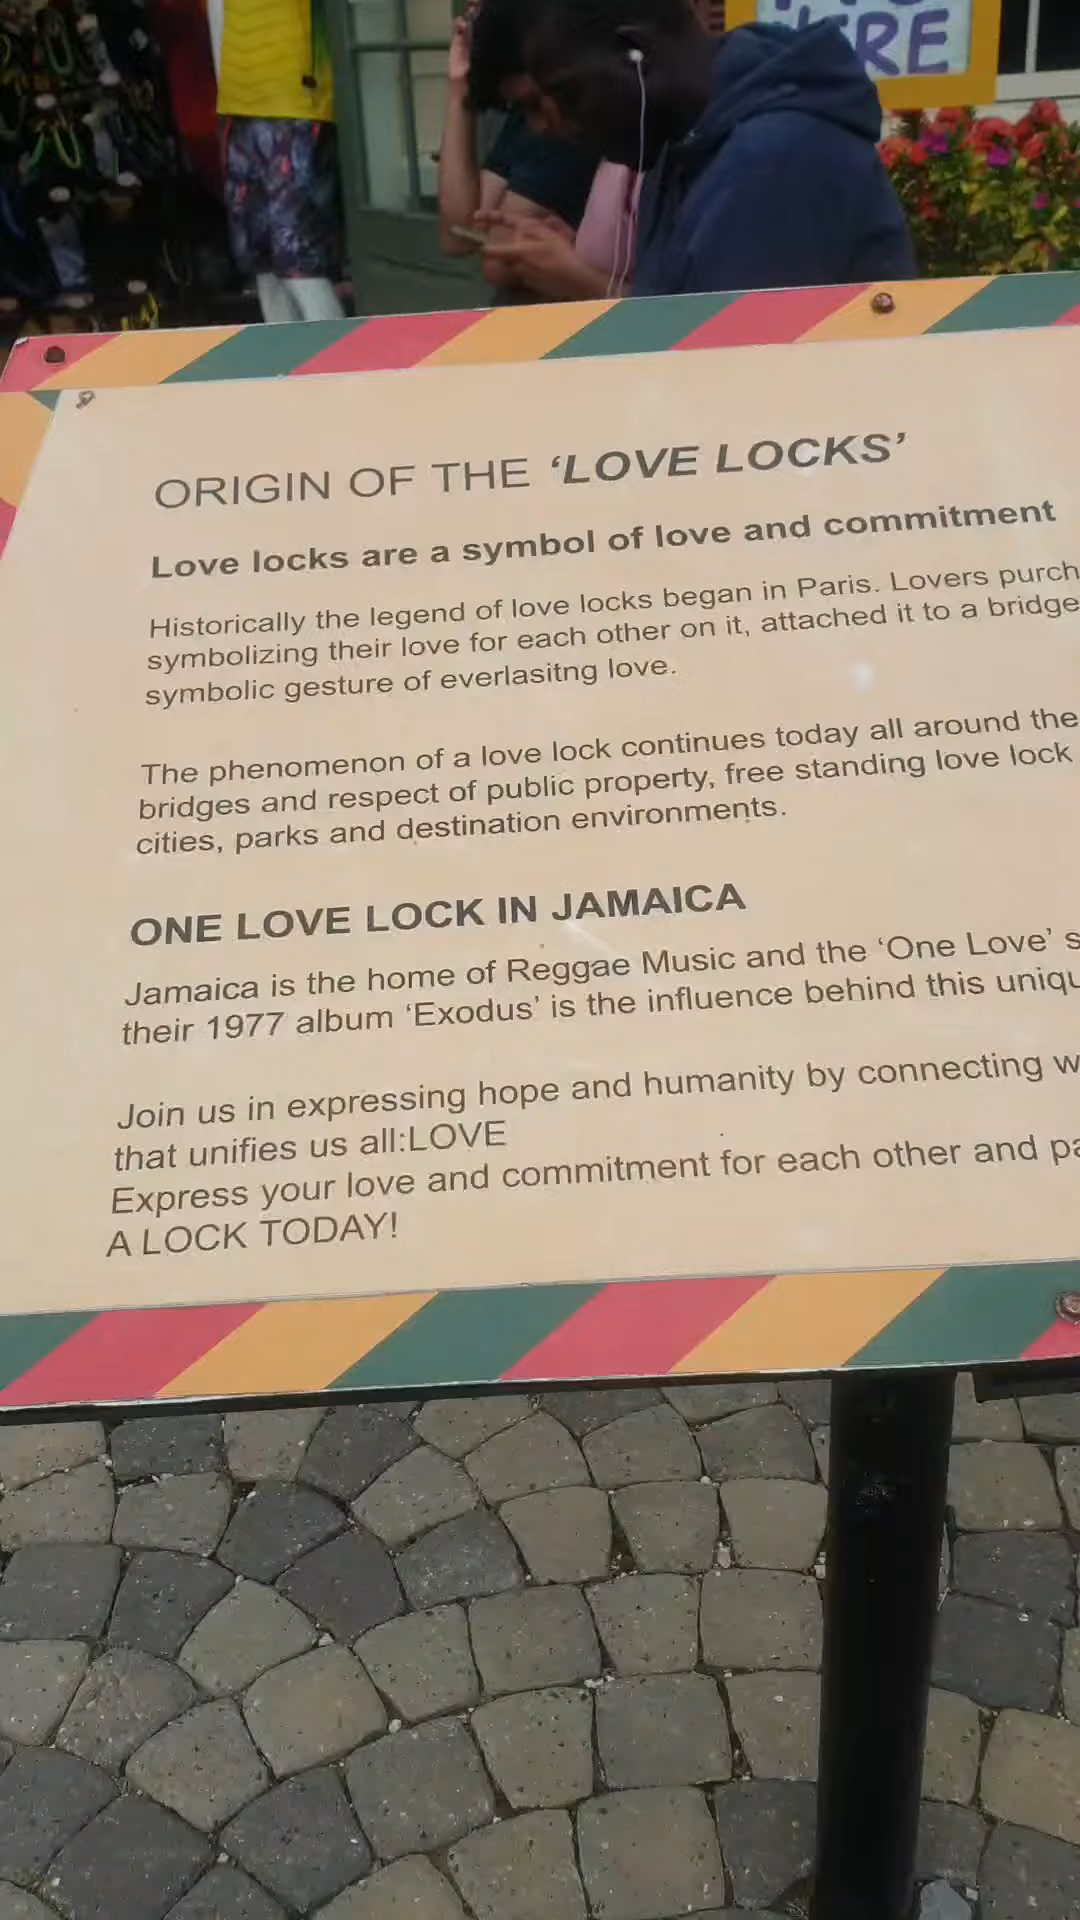 ERE
ORIGIN OF THE ‘LOVE LOCKS’
Love locks are a symbol of love and commitment
Historically the legend of love locks began in Paris. Lovers purch
symbolizing their love for each other on it, attached it to a bridge
symbolic gesture of everlasitng love.
The phenomenon of a love lock continues today all around the
bridges and respect of public property, free standing love lock
cities, parks and destination environments.
ONE LOVE LOCK IN JAMAICA
Jamaica is the home of Reggae Music and the ‘One Love’ s
their 1977 album ‘Exodus’ is the influence behind this uniqu
Join us in expressing hope and humanity by connecting w
that unifies us all:LOVE
Express your love and commitment for each other and pa
A LOCK TODAY!